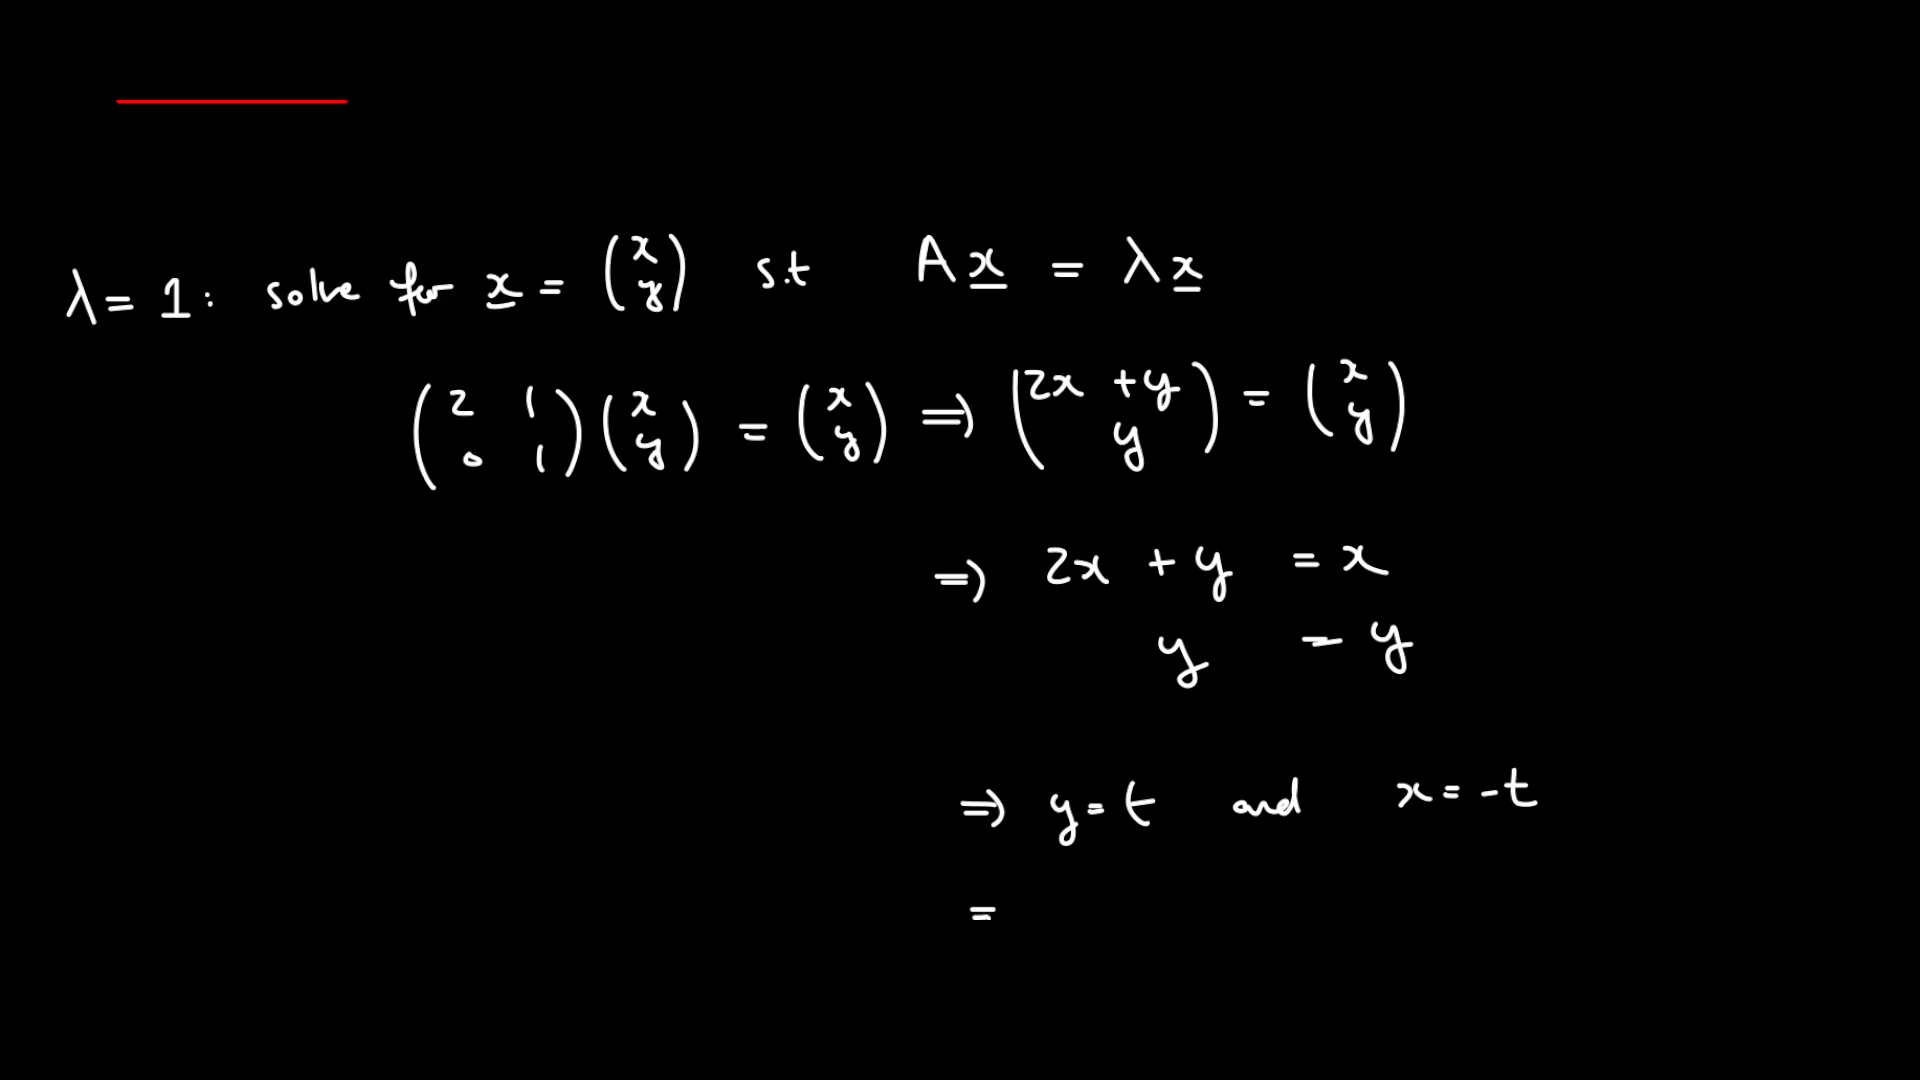 λ = 1: solve for x = (x y) s.t Ax = λx
(2 1 0 1)(x y) = (x y) ⇒ (2x + y y) = (x y)
⇒ 2x + y = x
y = y
⇒ y = t and x = -t
=